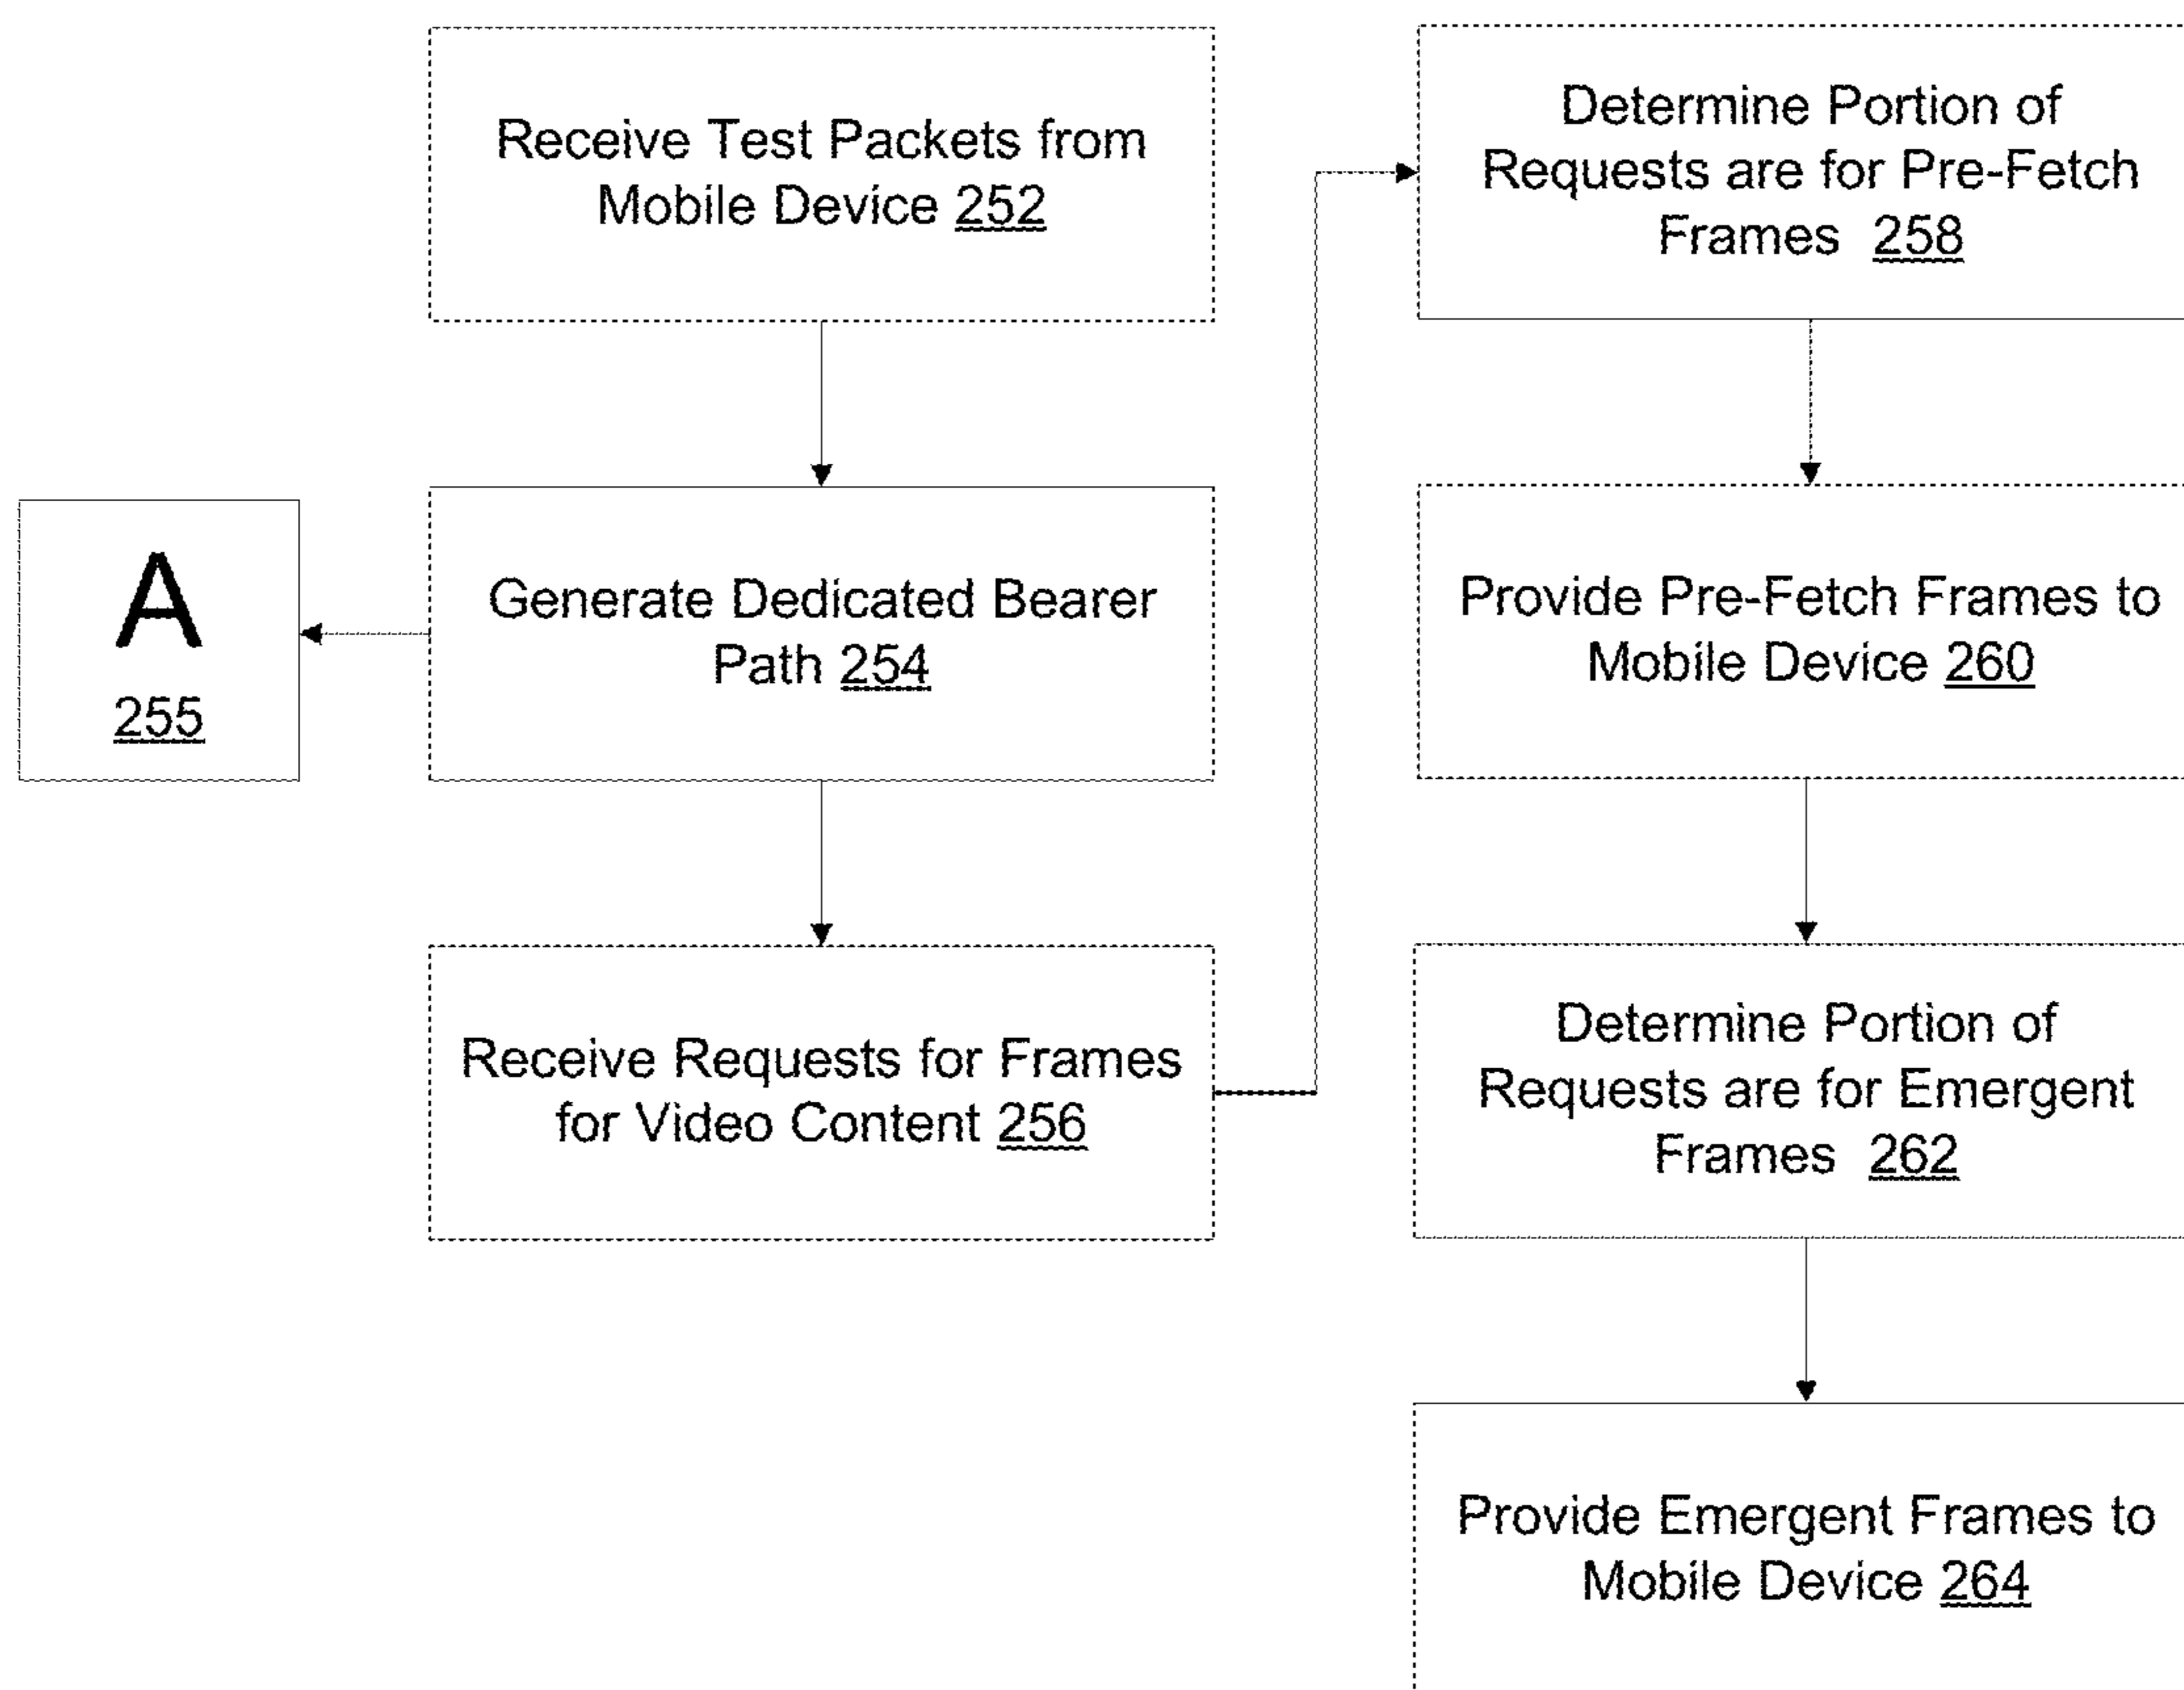 Receive Test Packets from
Mobile Device 252
Generate Dedicated Bearer
Path 254
A
255
Receive Requests for Frames
for Video Content 256
Determine Portion of
Requests are for Pre-Fetch
Frames 258
Provide Pre-Fetch Frames to
Mobile Device 260
Determine Portion of
Requests are for Emergent
Frames 262
Provide Emergent Frames to
Mobile Device 264